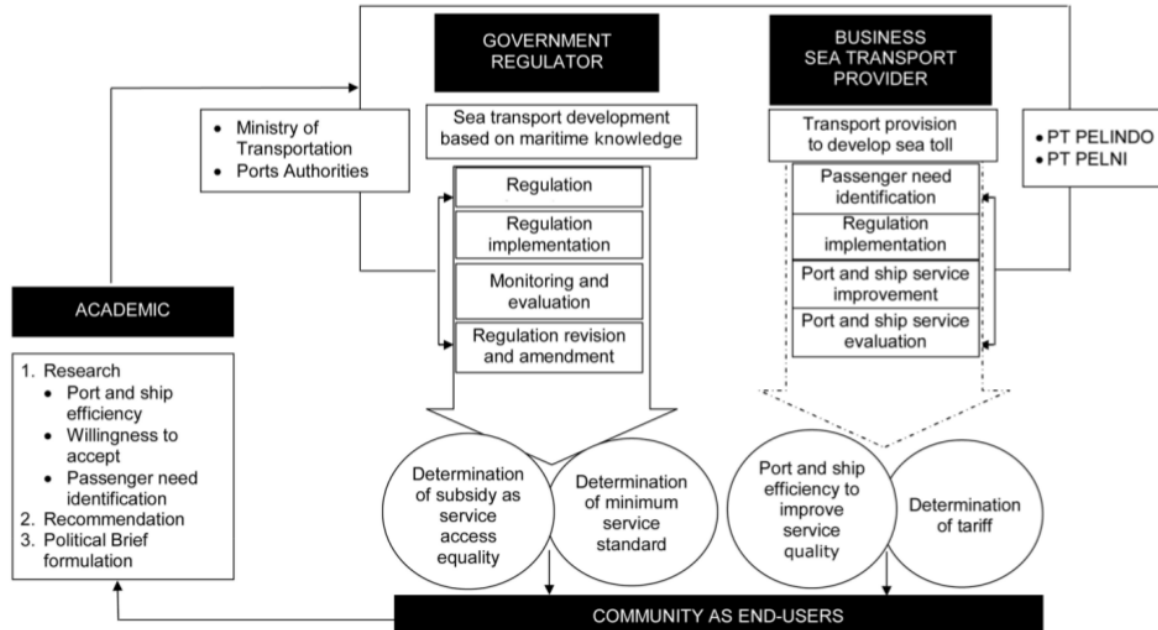 GOVERNMENT
REGULATOR
BUSINESS
SEA TRANSPORT
PROVIDER
• Ministry of
Transportation
• Ports Authorities
Sea transport development
based on maritime knowledge
Transport provision
to develop sea toll
• PT PELINDO
• PT PELNI
Regulation
Regulation
implementation
Monitoring and
evaluation
Regulation revision
and amendment
Passenger need
identification
Regulation
implementation
Port and ship service
improvement
Port and ship service
evaluation
ACADEMIC
1. Research
• Port and ship
efficiency
• Willingness to
accept
• Passenger need
identification
2. Recommendation
3. Political Brief
formulation
Determination
of subsidy as
service
access
equality
Determination
of minimum
service
standard
Port and ship
efficiency to
improve
service
quality
Determination
of tariff
COMMUNITY AS END-USERS